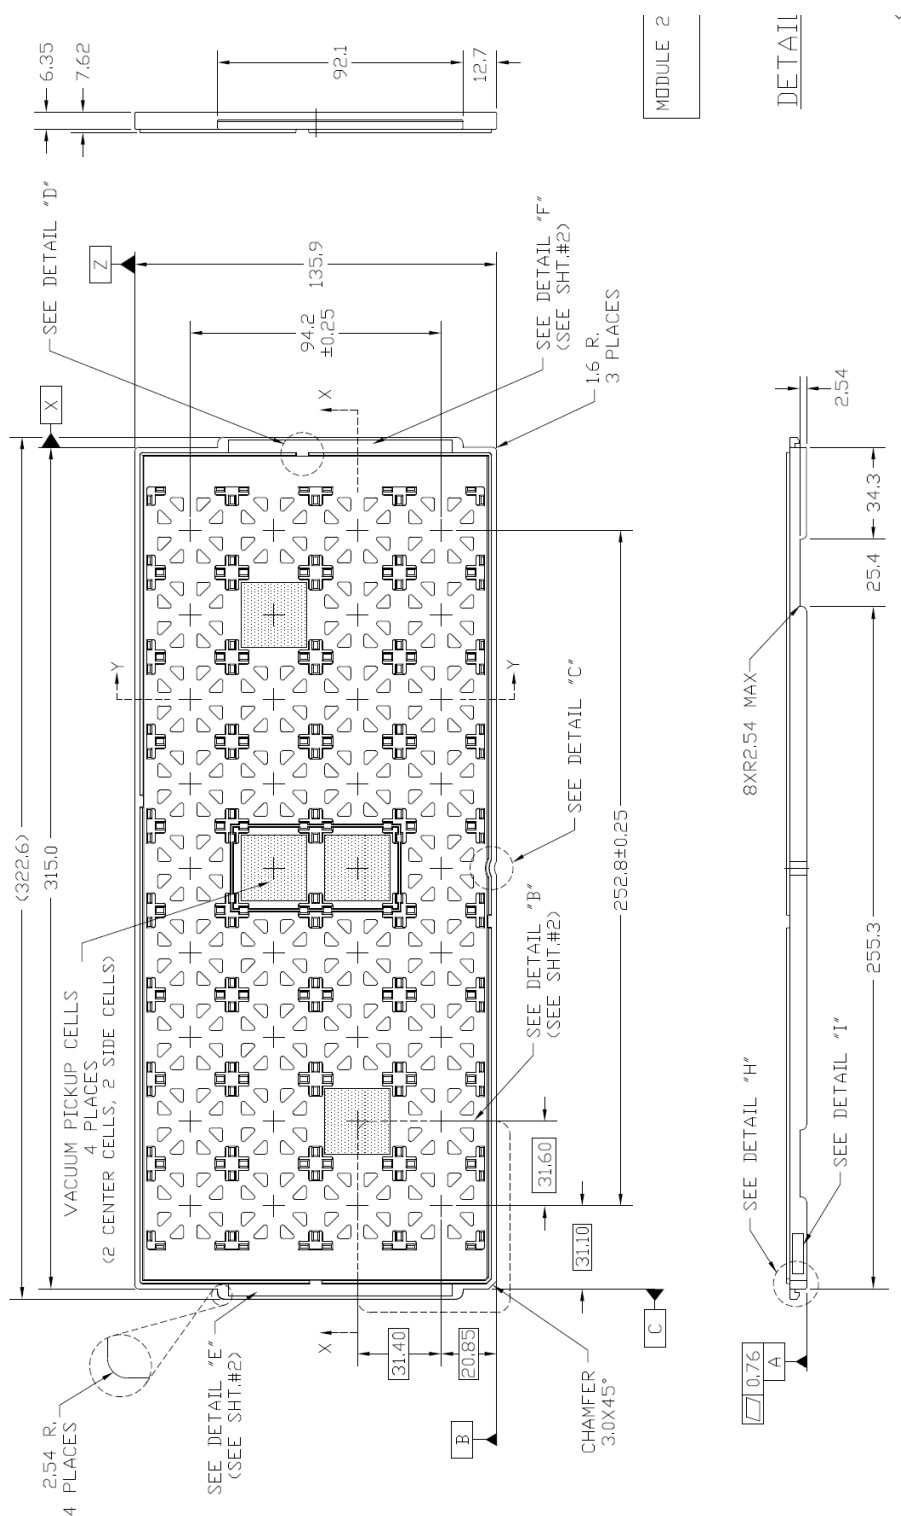 2.54 R.
4 PLACES
VACUUM PICKUP CELLS
4 PLACES
(2 CENTER CELLS, 2 SIDE CELLS)
(322.6)
315.0
X
SEE DETAIL "D"
6.35
7.62
SEE DETAIL "E"
(SEE SHT.#2)
Y
Z
92.1
12.7
X
X
31.40
20.85
94.2
±0.25
135.9
B
CHAMFER
3.0X45°
31.10
31.60
SEE DETAIL "B"
(SEE SHT.#2)
SEE DETAIL "C"
Y
SEE DETAIL "F"
(SEE SHT.#2)
1.6 R.
3 PLACES
252.8±0.25
C
MODULE 2
DETAIL
SEE DETAIL "H"
8XR2.54 MAX
0.76
A
SEE DETAIL "I"
255.3
25.4
34.3
2.54